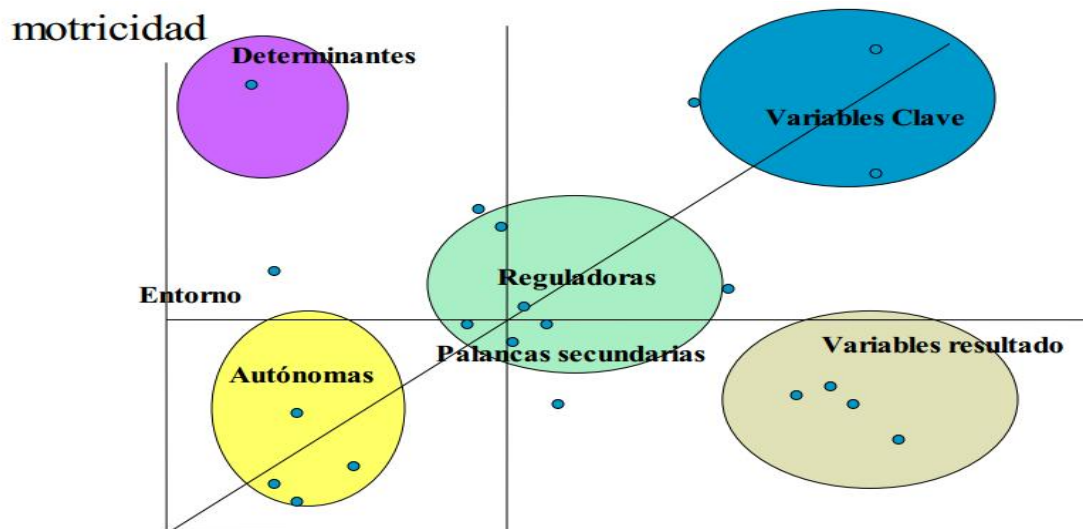 motricidad
Determinantes
Variables Clave
Reguladoras
Entorno
Palancas secundarias
Variables resultado
Autónomas